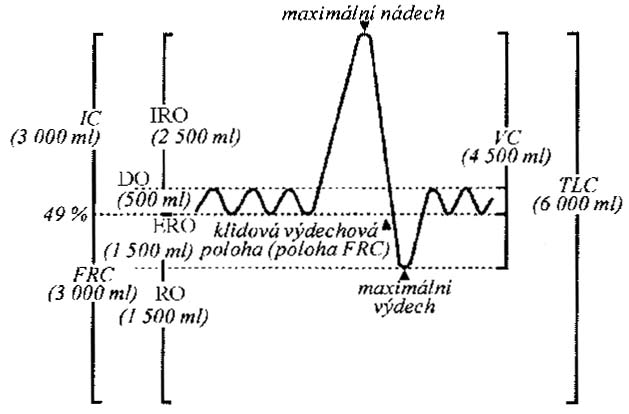 maximální nádech
IC
(3 000 ml)
IRO
(2 500 ml)
VC
(4 500 ml)
DO
(500 ml)
TLC
(6 000 ml)
49 %
ERO
(1 500 ml)
klidová výdechová
poloha (poloha FRC)
FRC
(3 000 ml)
RO
(1 500 ml)
maximální
výdech